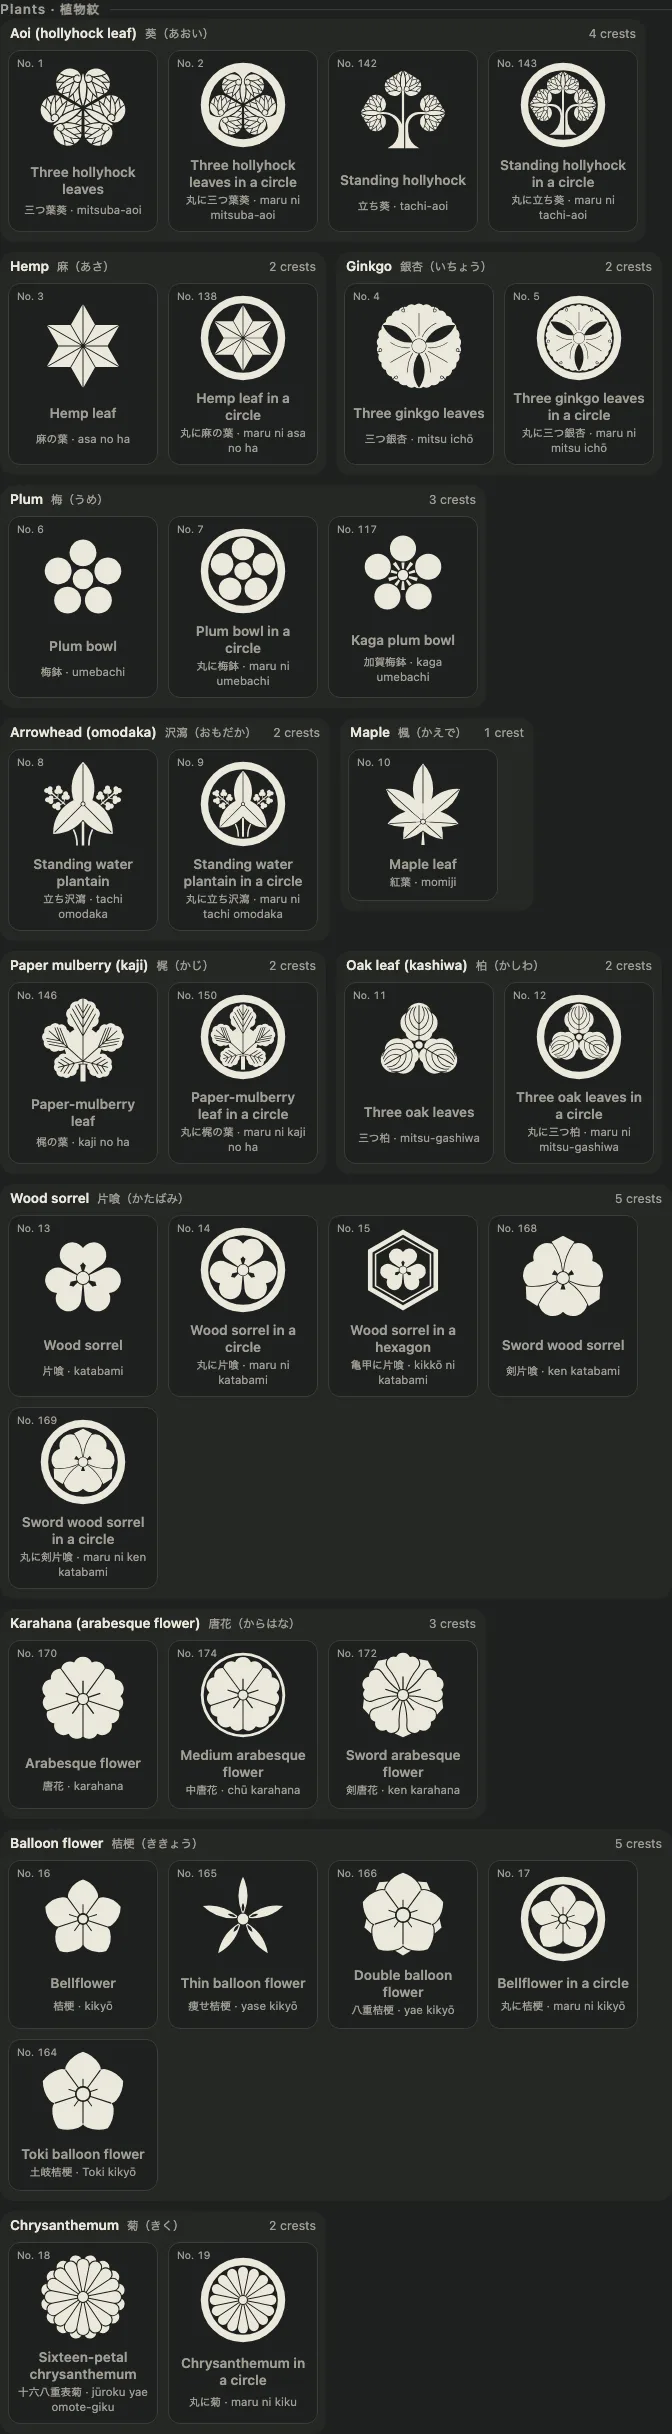 Plants · 植物紋
Aoi (hollyhock leaf) 葵（あおい） 4 crests
No. 1
Three hollyhock
leaves
三つ葉葵 · mitsuba-aoi
No. 2
Three hollyhock
leaves in a circle
丸に三つ葉葵 · maru ni
mitsuba-aoi
No. 142
Standing hollyhock
立ち葵 · tachi-aoi
No. 143
Standing hollyhock
in a circle
丸に立ち葵 · maru ni
tachi-aoi
Hemp 麻（あさ） 2 crests
No. 3
Hemp leaf
麻の葉 · asa no ha
No. 138
Hemp leaf in a
circle
丸に麻の葉 · maru ni asa
no ha
Ginkgo 銀杏（いちょう） 2 crests
No. 4
Three ginkgo leaves
三つ銀杏 · mitsu ichō
No. 5
Three ginkgo leaves
in a circle
丸に三つ銀杏 · maru ni
mitsu ichō
Plum 梅（うめ） 3 crests
No. 6
Plum bowl
梅鉢 · umebachi
No. 7
Plum bowl in a
circle
丸に梅鉢 · maru ni
umebachi
No. 117
Kaga plum bowl
加賀梅鉢 · kaga
umebachi
Arrowhead (omodaka) 沢瀉（おもだか） 2 crests
No. 8
Standing water
plantain
立ち沢瀉 · tachi
omodaka
No. 9
Standing water
plantain in a circle
丸に立ち沢瀉 · maru ni
tachi omodaka
Maple 楓（かえで） 1 crest
No. 10
Maple leaf
紅葉 · momiji
Paper mulberry (kaji) 梶（かじ） 2 crests
No. 146
Paper-mulberry
leaf
梶の葉 · kaji no ha
No. 150
Paper-mulberry
leaf in a circle
丸に梶の葉 · maru ni kaji
no ha
Oak leaf (kashiwa) 柏（かしわ） 2 crests
No. 11
Three oak leaves
三つ柏 · mitsu-gashiwa
No. 12
Three oak leaves in
a circle
丸に三つ柏 · maru ni
mitsu-gashiwa
Wood sorrel 片喰（かたばみ） 5 crests
No. 13
Wood sorrel
片喰 · katabami
No. 14
Wood sorrel in a
circle
丸に片喰 · maru ni
katabami
No. 15
Wood sorrel in a
hexagon
亀甲に片喰 · kikkō ni
katabami
No. 168
Sword wood sorrel
剣片喰 · ken katabami
No. 169
Sword wood sorrel
in a circle
丸に剣片喰 · maru ni ken
katabami
Karahana (arabesque flower) 唐花（からはな） 3 crests
No. 170
Arabesque flower
唐花 · karahana
No. 174
Medium arabesque
flower
中唐花 · chū karahana
No. 172
Sword arabesque
flower
剣唐花 · ken karahana
Balloon flower 桔梗（ききょう） 5 crests
No. 16
Bellflower
桔梗 · kikyō
No. 165
Thin balloon flower
痩せ桔梗 · yase kikyō
No. 166
Double balloon
flower
八重桔梗 · yae kikyō
No. 17
Bellflower in a circle
丸に桔梗 · maru ni kikyō
No. 164
Toki balloon flower
土岐桔梗 · Toki kikyō
Chrysanthemum 菊（きく） 2 crests
No. 18
Sixteen-petal
chrysanthemum
十六八重表菊 · jūroku yae
omote-giku
No. 19
Chrysanthemum in
a circle
丸に菊 · maru ni kiku